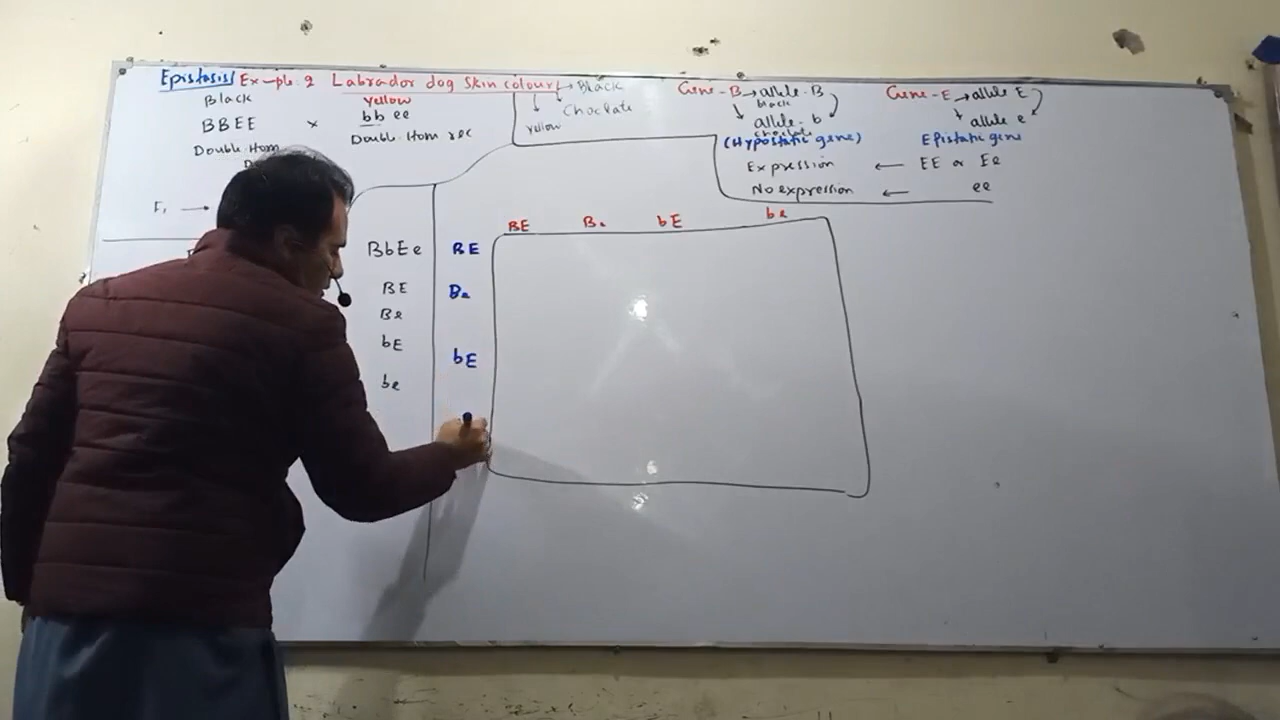 Epistasis Ex-ple: 2 Labrador dog skin colour → Black
Choclate
yellow
Black yellow
BBEE × bb ee
Double Hom Double Hom rec
F₁ →
Gene-B → allele-B
black
allele-b
choclate
(Hypostatic gene)
Gene-E → allele E
allele e
Epistatic gene
Expression ← EE or Ee
No expression ← ee
BbEe
BE
Be
bE
be
BE Be bE be
BE
Be
bE